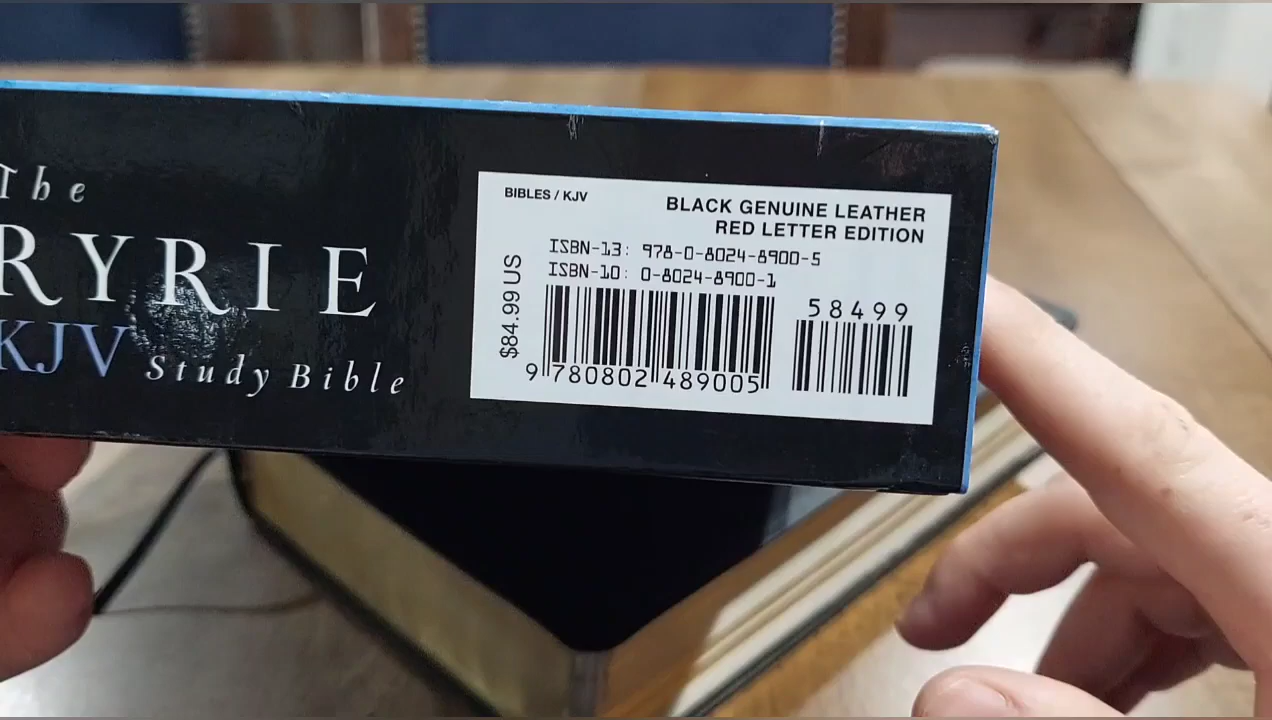 The
RYRIE
KJV Study Bible
BIBLES / KJV
BLACK GENUINE LEATHER
RED LETTER EDITION
ISBN-13: 978-0-8024-8900-5
ISBN-10: 0-8024-8900-1
$84.99 US
58499
9 780802 489005